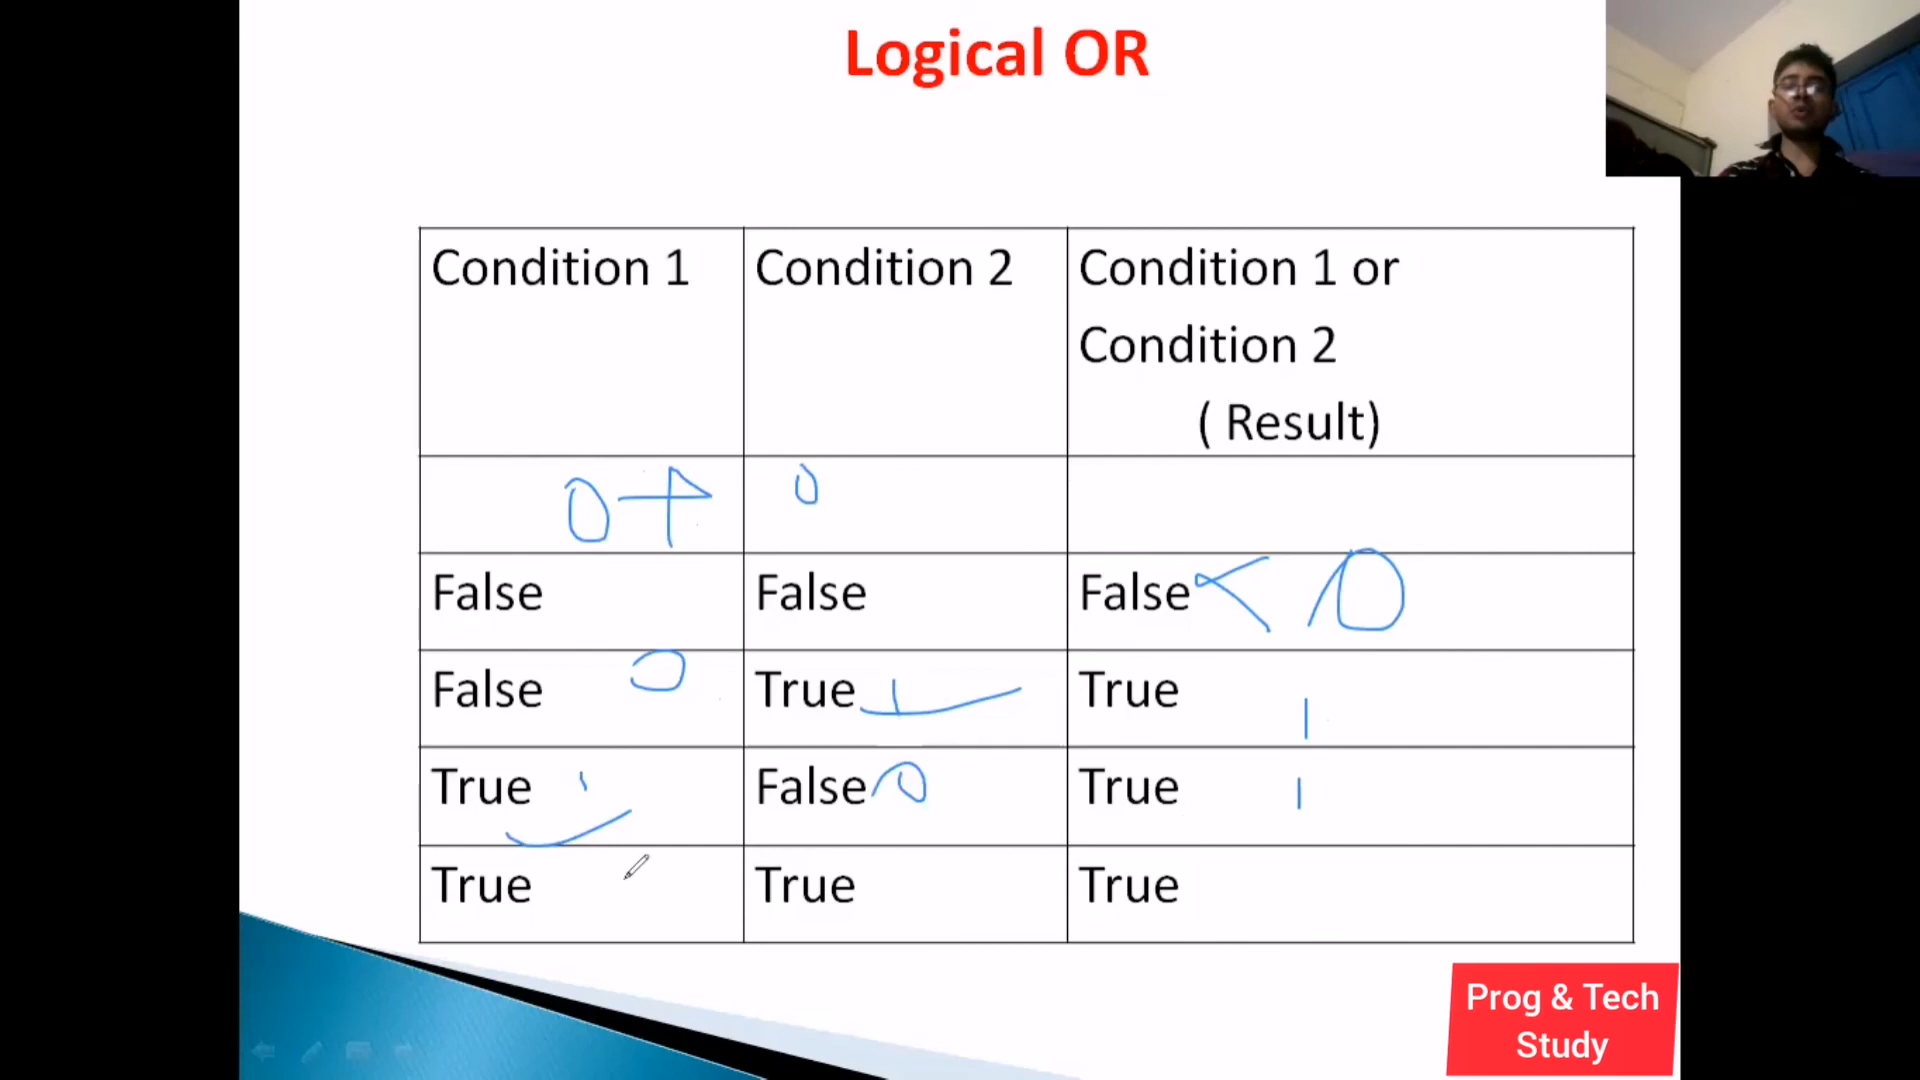 Logical OR
Condition 1
Condition 2
Condition 1 or
Condition 2
( Result)
0 + 0
False False False < 0
False 0 True 1 True 1
True 1 False 0 True 1
True True True
Prog & Tech
Study